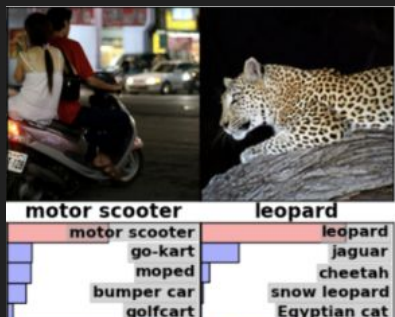 motor scooter
leopard
motor scooter
go-kart
moped
bumper car
golfcart
leopard
jaguar
cheetah
snow leopard
Egyptian cat